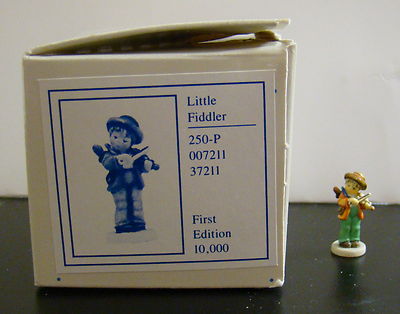 Little
Fiddler
250-P
007211
37211
First
Edition
10,000